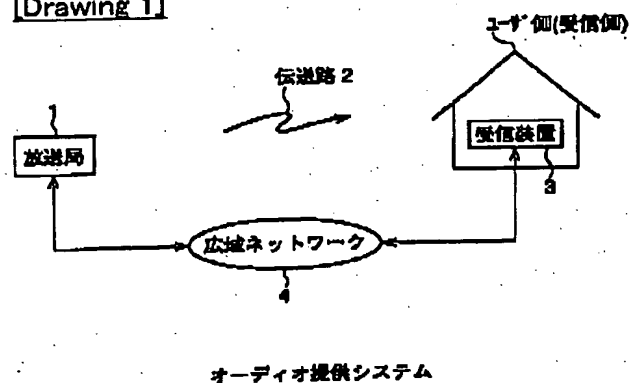 [Drawing 1]
ユーザ側(受信側)
伝送路 2
1
放送局
受信装置
3
広域ネットワーク
4
オーディオ提供システム